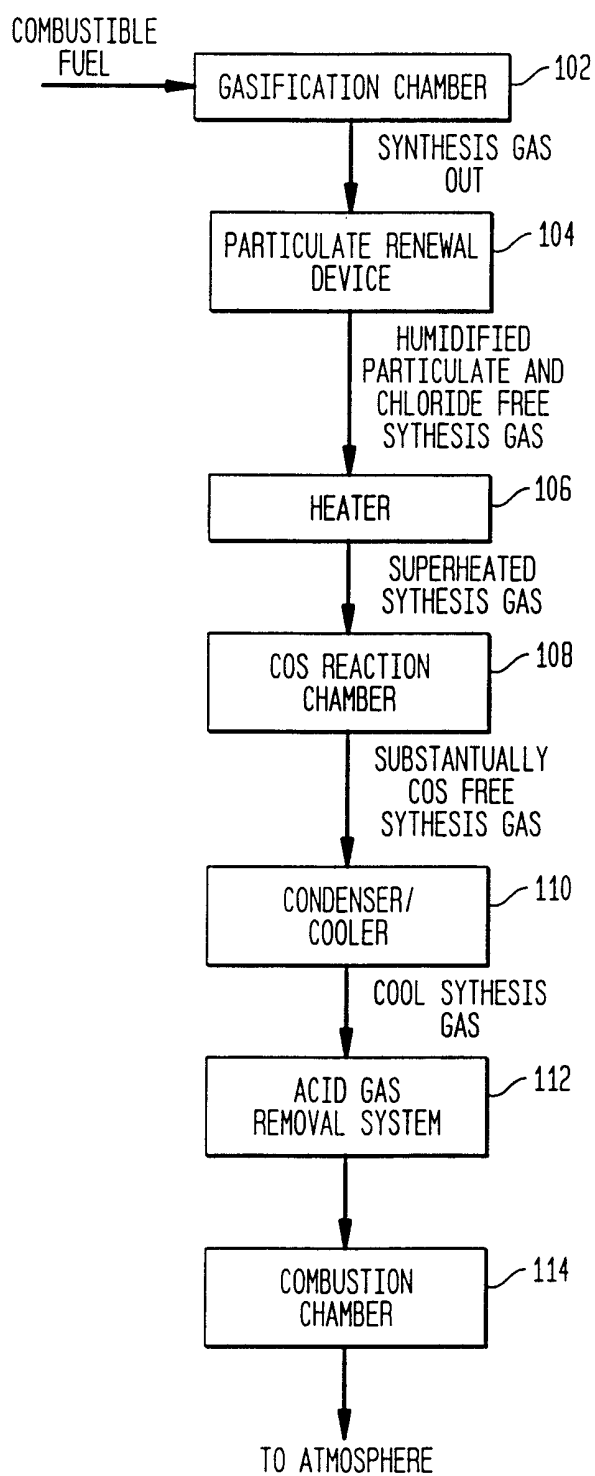 COMBUSTIBLE
FUEL
GASIFICATION CHAMBER
102
SYNTHESIS GAS
OUT
PARTICULATE RENEWAL
DEVICE
104
HUMIDIFIED
PARTICULATE AND
CHLORIDE FREE
SYTHESIS GAS
HEATER
106
SUPERHEATED
SYTHESIS GAS
COS REACTION
CHAMBER
108
SUBSTANTUALLY
COS FREE
SYTHESIS GAS
CONDENSER/
COOLER
110
COOL SYTHESIS
GAS
ACID GAS
REMOVAL SYSTEM
112
COMBUSTION
CHAMBER
114
TO ATMOSPHERE